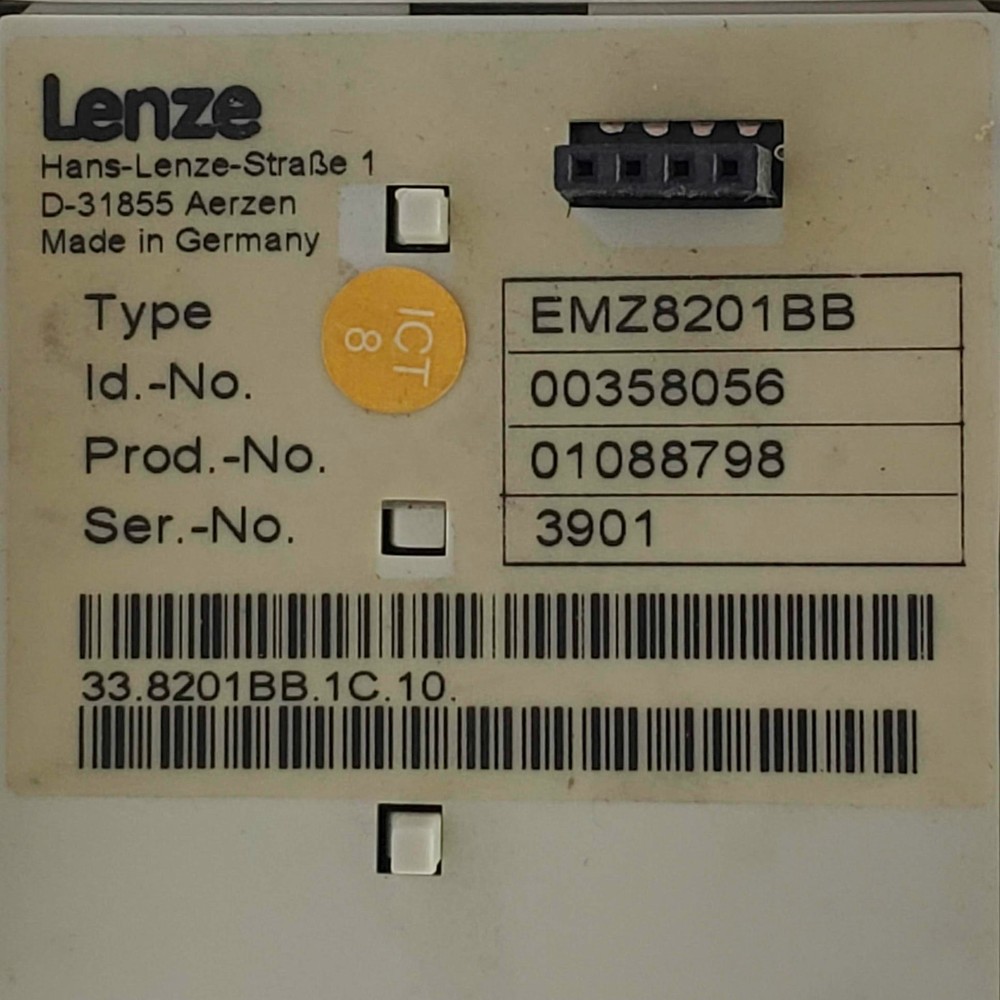 Lenze
Hans-Lenze-Straße 1
D-31855 Aerzen
Made in Germany
ICT
8
Type EMZ8201BB
Id.-No. 00358056
Prod.-No. 01088798
Ser.-No. 3901
33.8201BB.1C.10.